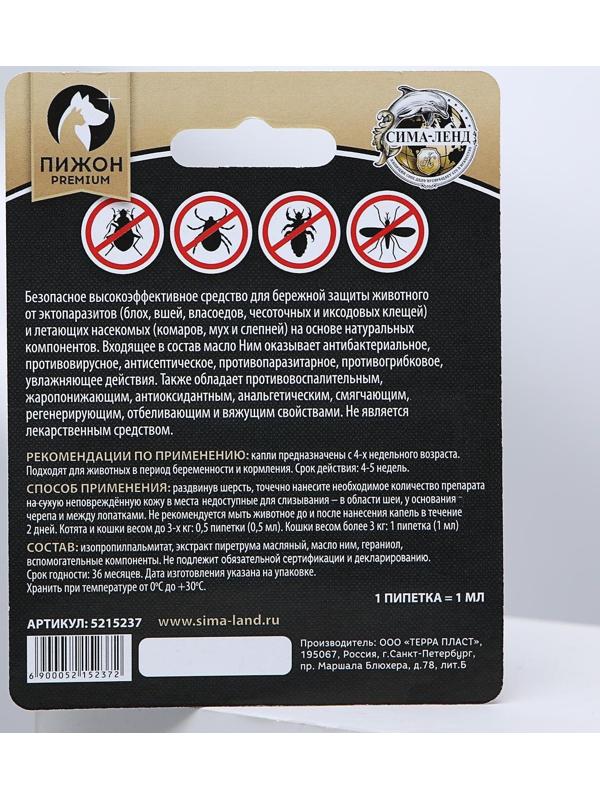 ПИЖОН
PREMIUM
СИМА-ЛЕНД
Безопасное высокоэффективное средство для бережной защиты животного
от эктопаразитов (блох, вшей, власоедов, чесоточных и иксодовых клещей)
и летающих насекомых (комаров, мух и слепней) на основе натуральных
компонентов. Входящее в состав масло Ним оказывает антибактериальное,
противовирусное, антисептическое, противопаразитарное, противогрибковое,
увлажняющее действия. Также обладает противовоспалительным,
жаропонижающим, антиоксидантным, анальгетическим, смягчающим,
регенерирующим, отбеливающим и вяжущим свойствами. Не является
лекарственным средством.
РЕКОМЕНДАЦИИ ПО ПРИМЕНЕНИЮ: капли предназначены с 4-х недельного возраста.
Подходят для животных в период беременности и кормления. Срок действия: 4-5 недель.
СПОСОБ ПРИМЕНЕНИЯ: раздвинув шерсть, точечно нанесите необходимое количество препарата
на сухую неповреждённую кожу в места недоступные для слизывания – в области шеи, у основания
черепа и между лопатками. Не рекомендуется мыть животное до и после нанесения капель в течение
2 дней. Котята и кошки весом до 3-х кг: 0,5 пипетки (0,5 мл). Кошки весом более 3 кг: 1 пипетка (1 мл)
СОСТАВ: изопропилпальмитат, экстракт пиретрума масляный, масло ним, гераниол,
вспомогательные компоненты. Не подлежит обязательной сертификации и декларированию.
Срок годности: 36 месяцев. Дата изготовления указана на упаковке.
Хранить при температуре от 0°С до +30°С.
1 ПИПЕТКА = 1 МЛ
АРТИКУЛ: 5215237 www.sima-land.ru
Производитель: ООО «ТЕРРА ПЛАСТ»,
195067, Россия, г.Санкт-Петербург,
пр. Маршала Блюхера, д.78, лит.Б
6 900052 152372